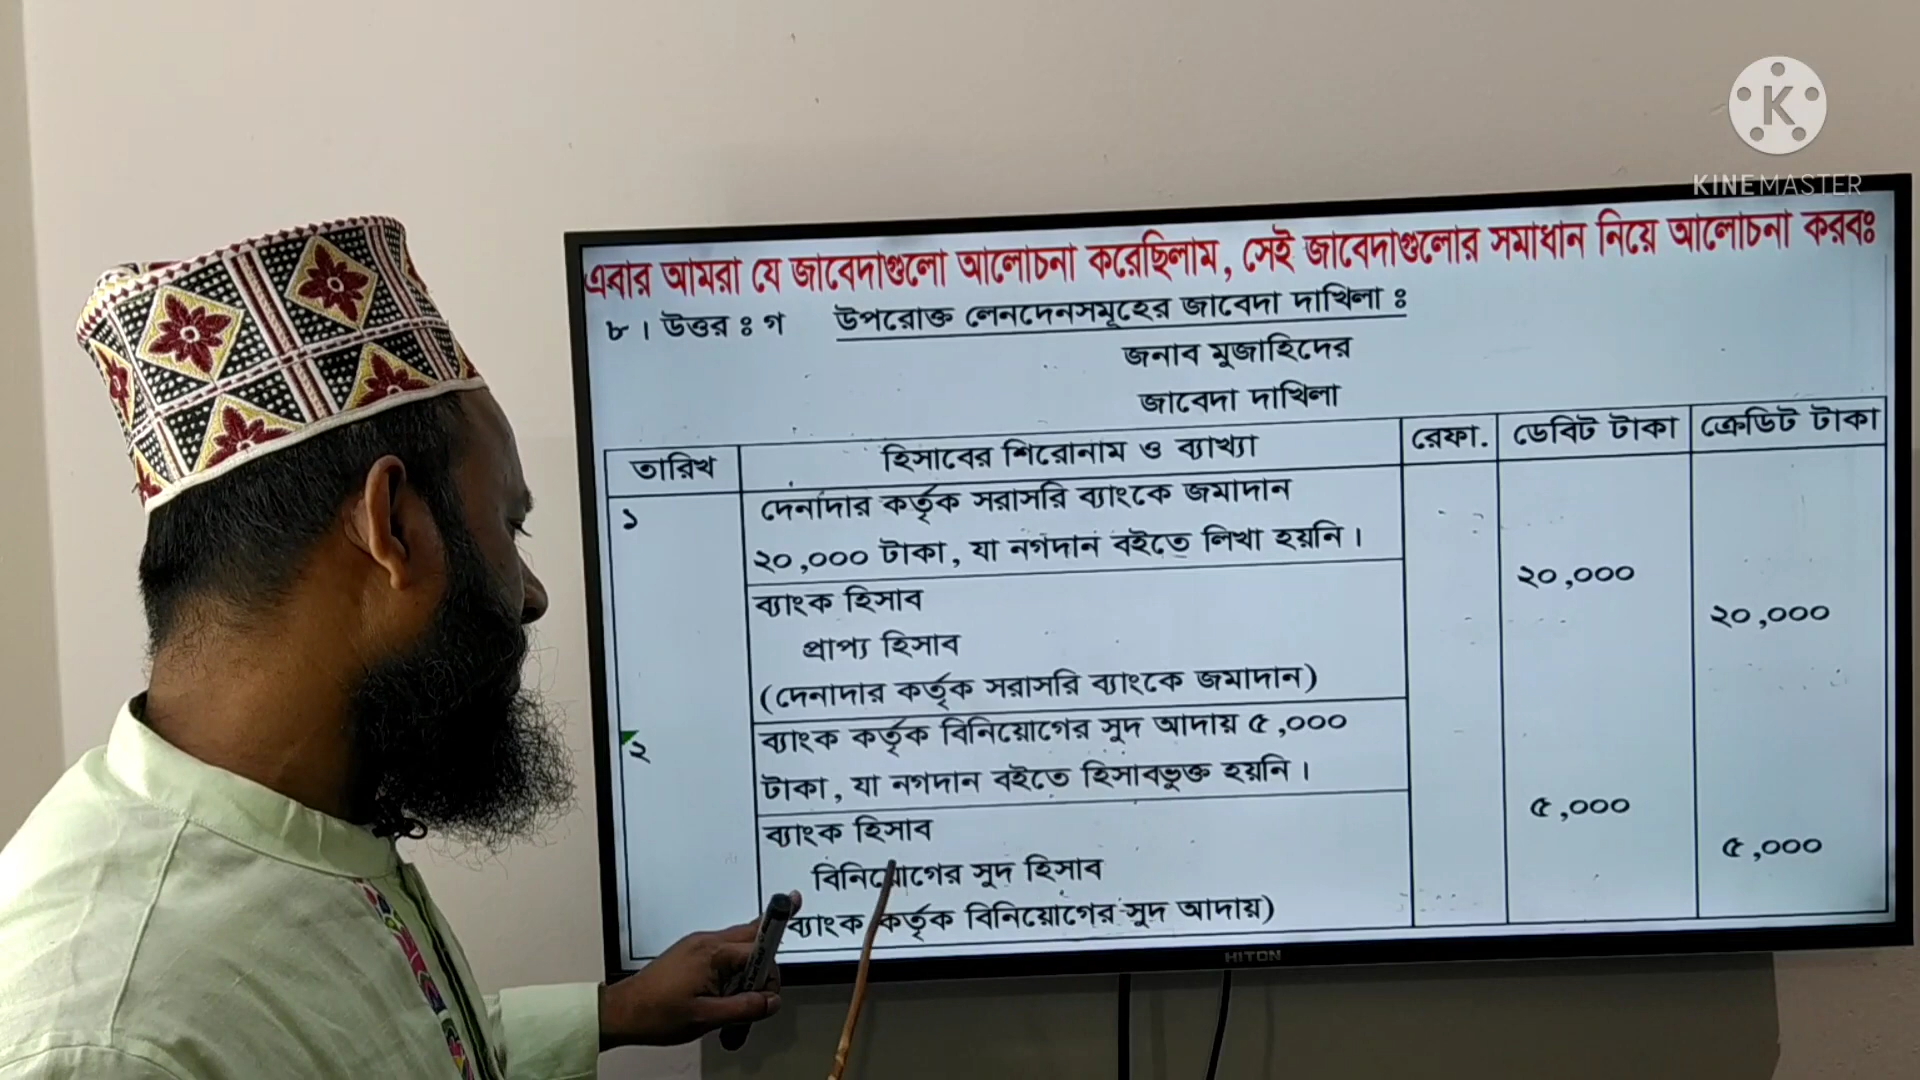 KINEMASTER
এবার আমরা যে জাবেদাগুলো আলোচনা করেছিলাম, সেই জাবেদাগুলোর সমাধান নিয়ে আলোচনা করবঃ
৮। উত্তর ঃ গ উপরোক্ত লেনদেনসমূহের জাবেদা দাখিলা ঃ
জনাব মুজাহিদের
জাবেদা দাখিলা
তারিখ হিসাবের শিরোনাম ও ব্যাখ্যা রেফা. ডেবিট টাকা ক্রেডিট টাকা
১ দেনাদার কর্তৃক সরাসরি ব্যাংকে জমাদান
২০,০০০ টাকা, যা নগদান বইতে লিখা হয়নি।
ব্যাংক হিসাব ২০,০০০
প্রাপ্য হিসাব ২০,০০০
(দেনাদার কর্তৃক সরাসরি ব্যাংকে জমাদান)
২ ব্যাংক কর্তৃক বিনিয়োগের সুদ আদায় ৫,০০০
টাকা, যা নগদান বইতে হিসাবভুক্ত হয়নি।
ব্যাংক হিসাব ৫,০০০
বিনিয়োগের সুদ হিসাব ৫,০০০
(ব্যাংক কর্তৃক বিনিয়োগের সুদ আদায়)
HITON